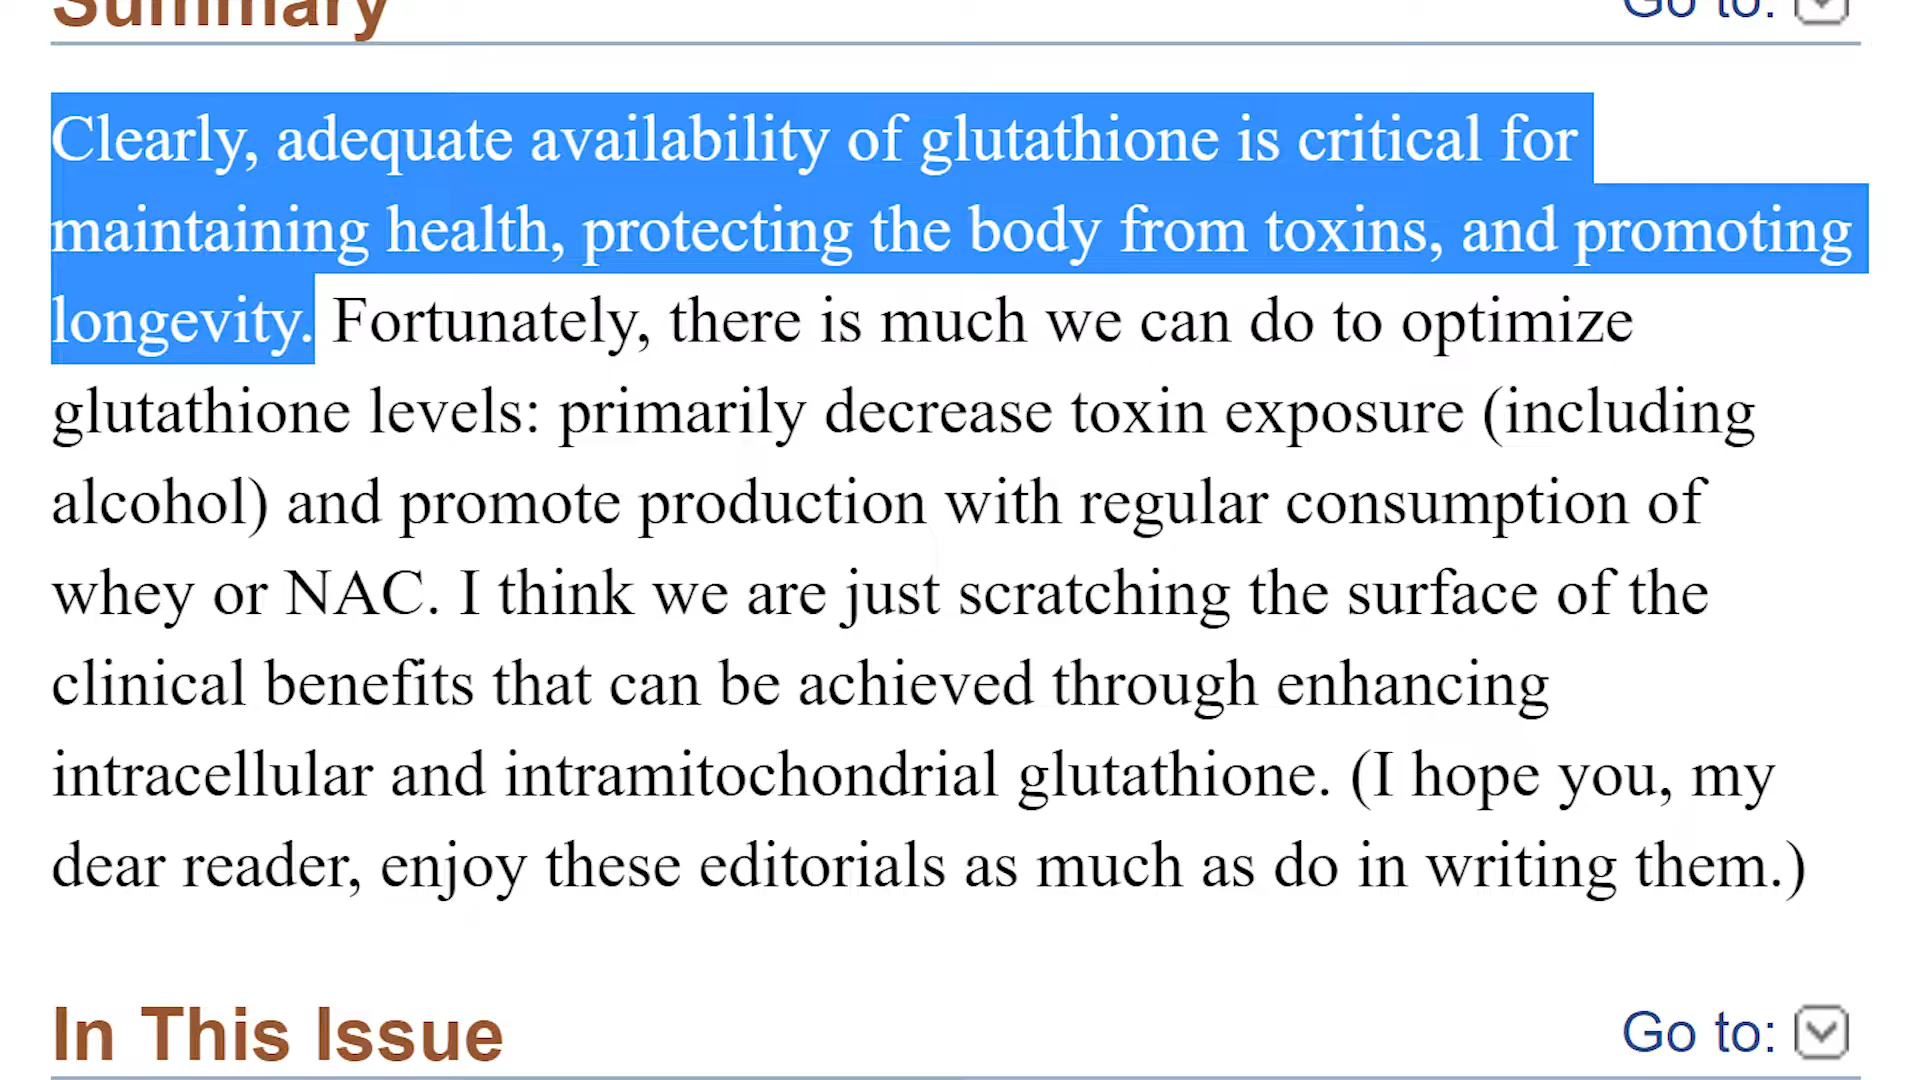 Summary
Go to:
Clearly, adequate availability of glutathione is critical for
maintaining health, protecting the body from toxins, and promoting
longevity. Fortunately, there is much we can do to optimize
glutathione levels: primarily decrease toxin exposure (including
alcohol) and promote production with regular consumption of
whey or NAC. I think we are just scratching the surface of the
clinical benefits that can be achieved through enhancing
intracellular and intramitochondrial glutathione. (I hope you, my
dear reader, enjoy these editorials as much as do in writing them.)
In This Issue
Go to: